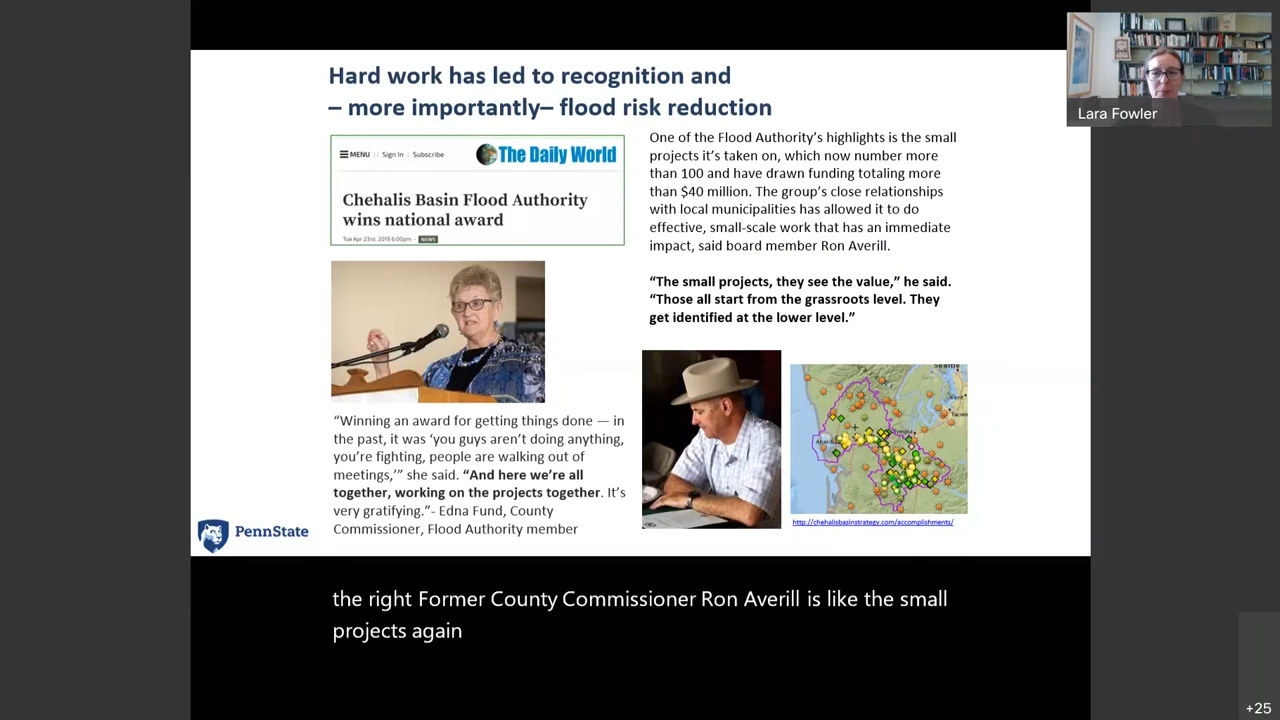 Hard work has led to recognition and
– more importantly– flood risk reduction
MENU
Sign In
Subscribe
The Daily World
Chehalis Basin Flood Authority
wins national award
Tue Apr 23rd, 2019 6:00pm
NEWS
“Winning an award for getting things done — in
the past, it was ‘you guys aren’t doing anything,
you’re fighting, people are walking out of
meetings,’” she said. “And here we’re all
together, working on the projects together. It’s
very gratifying.”- Edna Fund, County
Commissioner, Flood Authority member
One of the Flood Authority’s highlights is the small
projects it’s taken on, which now number more
than 100 and have drawn funding totaling more
than $40 million. The group’s close relationships
with local municipalities has allowed it to do
effective, small-scale work that has an immediate
impact, said board member Ron Averill.
“The small projects, they see the value,” he said.
“Those all start from the grassroots level. They
get identified at the lower level.”
Seattle
http://chehalisbasinstrategy.com/accomplishments/
PennState
Lara Fowler
the right Former County Commissioner Ron Averill is like the small
projects again
+25